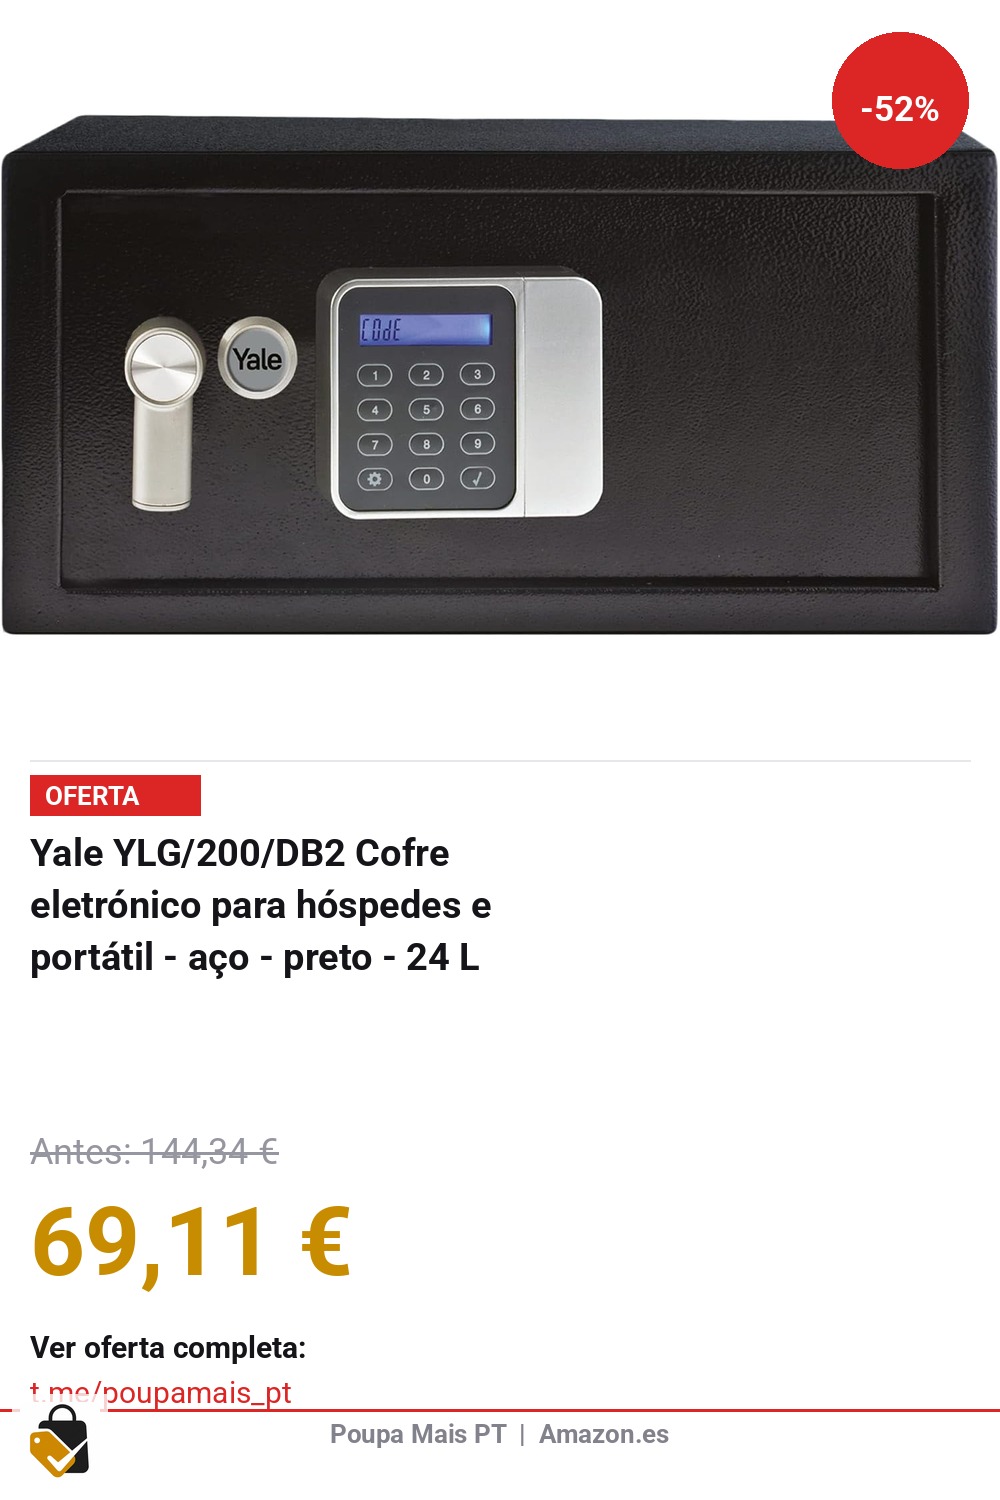 -52%
CodE
Yale
1 2 3
4 5 6
7 8 9
0
OFERTA
Yale YLG/200/DB2 Cofre
eletrónico para hóspedes e
portátil - aço - preto - 24 L
Antes: 144,34 €
69,11 €
Ver oferta completa:
t.me/poupamais_pt
Poupa Mais PT | Amazon.es